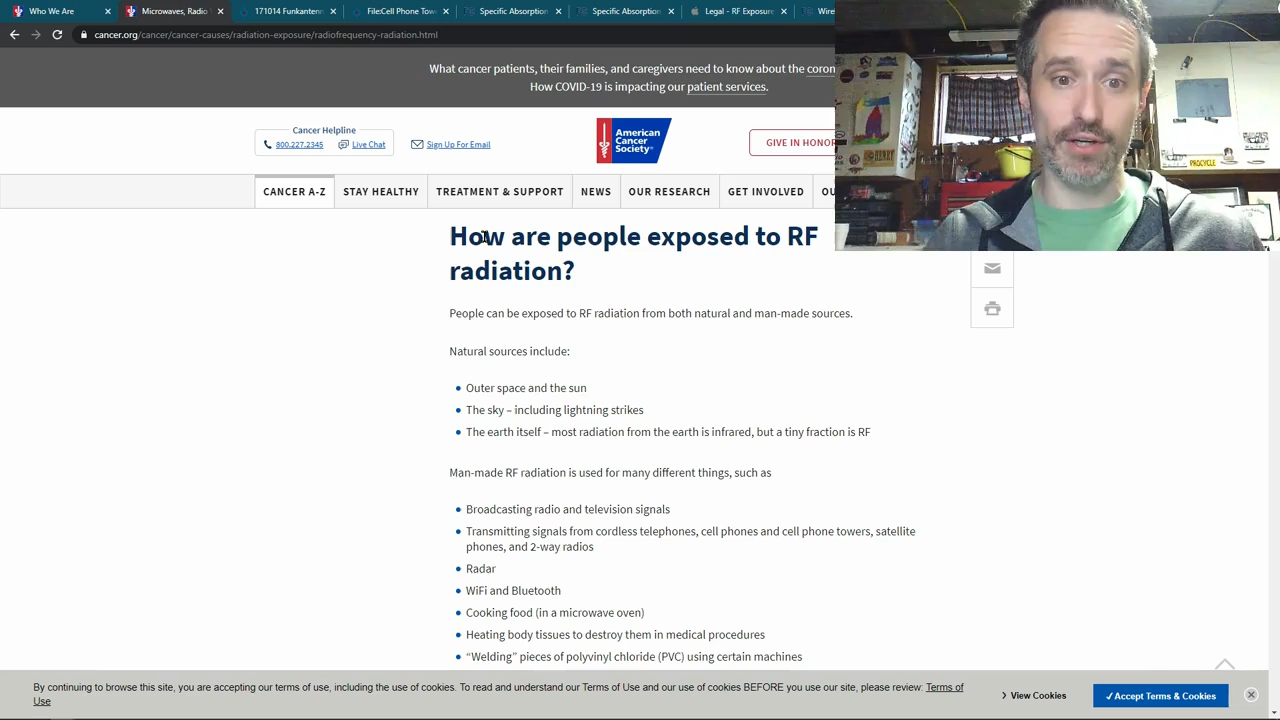 Who We Are
Microwaves, Radio
171014 Funkantenn
FileCell Phone Tow
Specific Absorption
Specific Absorption
Legal - RF Exposure
Wire
cancer.org/cancer/cancer-causes/radiation-exposure/radiofrequency-radiation.html
What cancer patients, their families, and caregivers need to know about the coron
How COVID-19 is impacting our patient services.
Cancer Helpline
800.227.2345
Live Chat
Sign Up For Email
American
Cancer
Society
GIVE IN HONOR
CANCER A-Z
STAY HEALTHY
TREATMENT & SUPPORT
NEWS
OUR RESEARCH
GET INVOLVED
OU
PROCYCLE
HENRY
How are people exposed to RF
radiation?
People can be exposed to RF radiation from both natural and man-made sources.
Natural sources include:
• Outer space and the sun
• The sky – including lightning strikes
• The earth itself – most radiation from the earth is infrared, but a tiny fraction is RF
Man-made RF radiation is used for many different things, such as
• Broadcasting radio and television signals
• Transmitting signals from cordless telephones, cell phones and cell phone towers, satellite
phones, and 2-way radios
• Radar
• WiFi and Bluetooth
• Cooking food (in a microwave oven)
• Heating body tissues to destroy them in medical procedures
• “Welding” pieces of polyvinyl chloride (PVC) using certain machines
By continuing to browse this site, you are accepting our terms of use, including the use of cookies. To read and understand our Terms of Use and our use of cookies BEFORE you use our site, please review: Terms of
Use
View Cookies
✓Accept Terms & Cookies